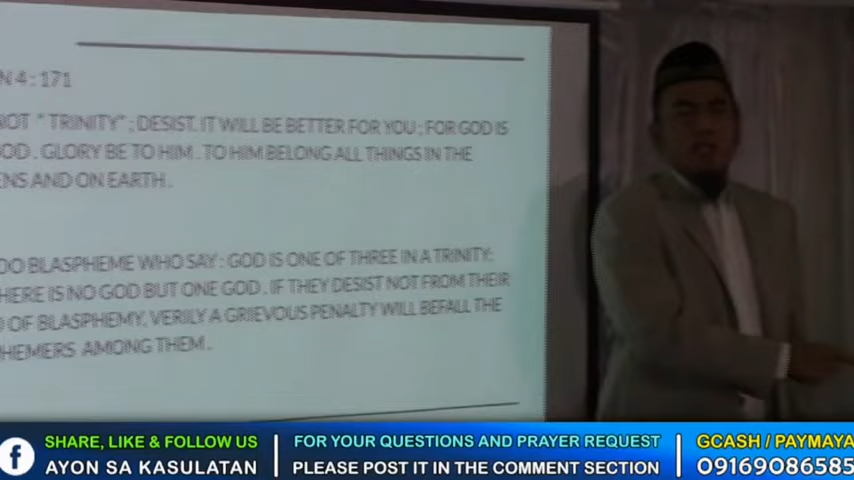 N 4 : 171
NOT " TRINITY" ; DESIST. IT WILL BE BETTER FOR YOU ; FOR GOD IS
OD . GLORY BE TO HIM . TO HIM BELONG ALL THINGS IN THE
ENS AND ON EARTH .
DO BLASPHEME WHO SAY : GOD IS ONE OF THREE IN A TRINITY:
HERE IS NO GOD BUT ONE GOD . IF THEY DESIST NOT FROM THEIR
D OF BLASPHEMY, VERILY A GRIEVOUS PENALTY WILL BEFALL THE
PHEMERS AMONG THEM .
f
SHARE, LIKE & FOLLOW US
AYON SA KASULATAN
FOR YOUR QUESTIONS AND PRAYER REQUEST
PLEASE POST IT IN THE COMMENT SECTION
GCASH / PAYMAYA
09169086585